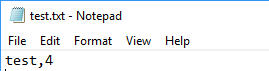 test.txt - Notepad
File Edit Format View Help
test,4